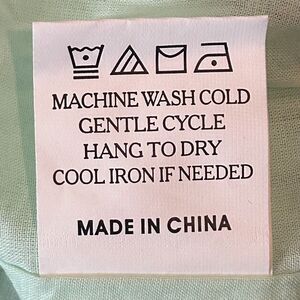 MACHINE WASH COLD
GENTLE CYCLE
HANG TO DRY
COOL IRON IF NEEDED
MADE IN CHINA